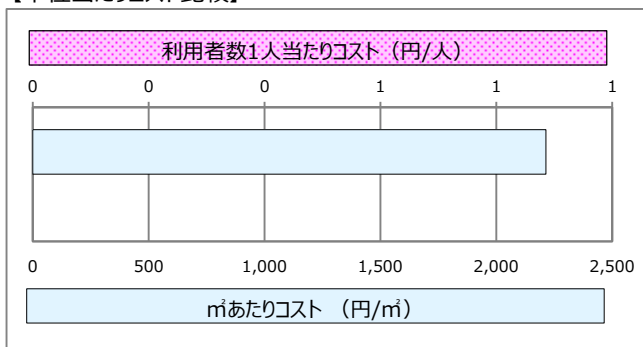 【単位当たりコスト比較】
利用者数1人当たりコスト（円/人）
0 0 0 1 1 1
0 500 1,000 1,500 2,000 2,500
㎡あたりコスト （円/㎡）